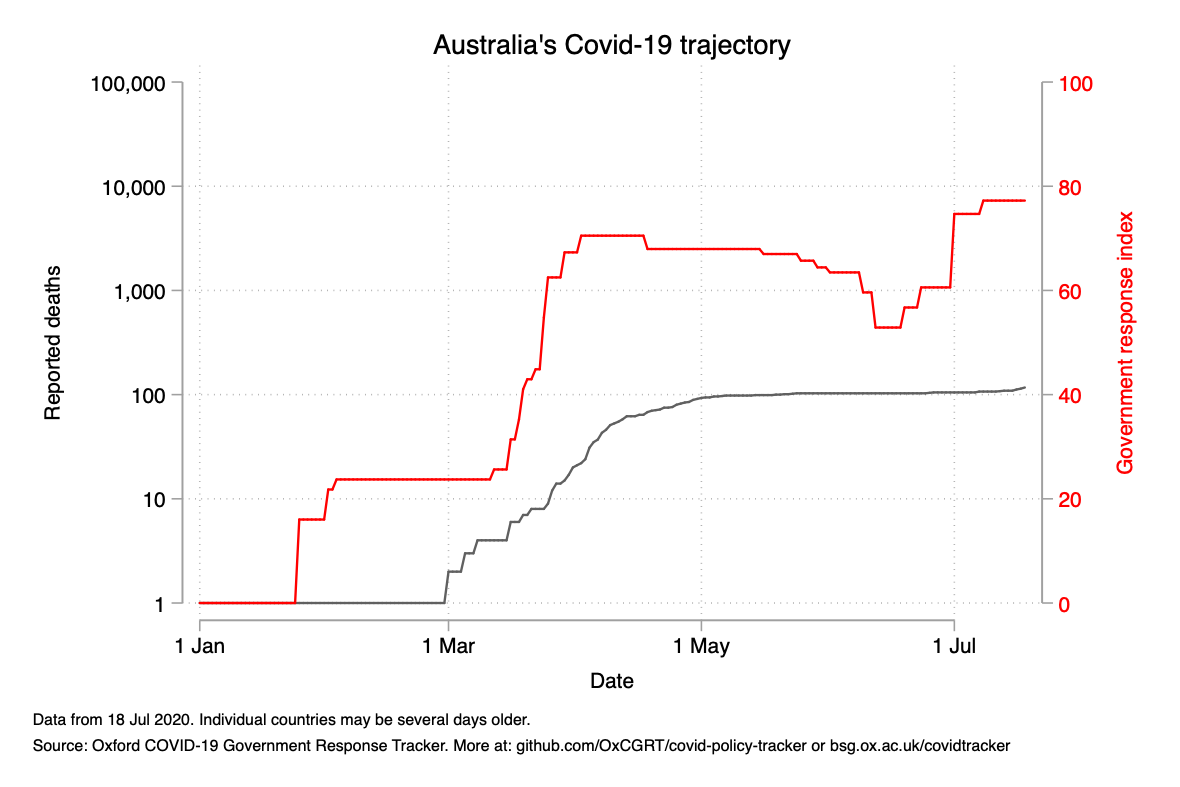 Australia's Covid-19 trajectory
100,000
10,000
1,000
100
10
1
Reported deaths
100
80
60
40
20
0
Government response index
1 Jan
1 Mar
1 May
1 Jul
Date
Data from 18 Jul 2020. Individual countries may be several days older.
Source: Oxford COVID-19 Government Response Tracker. More at: github.com/OxCGRT/covid-policy-tracker or bsg.ox.ac.uk/covidtracker